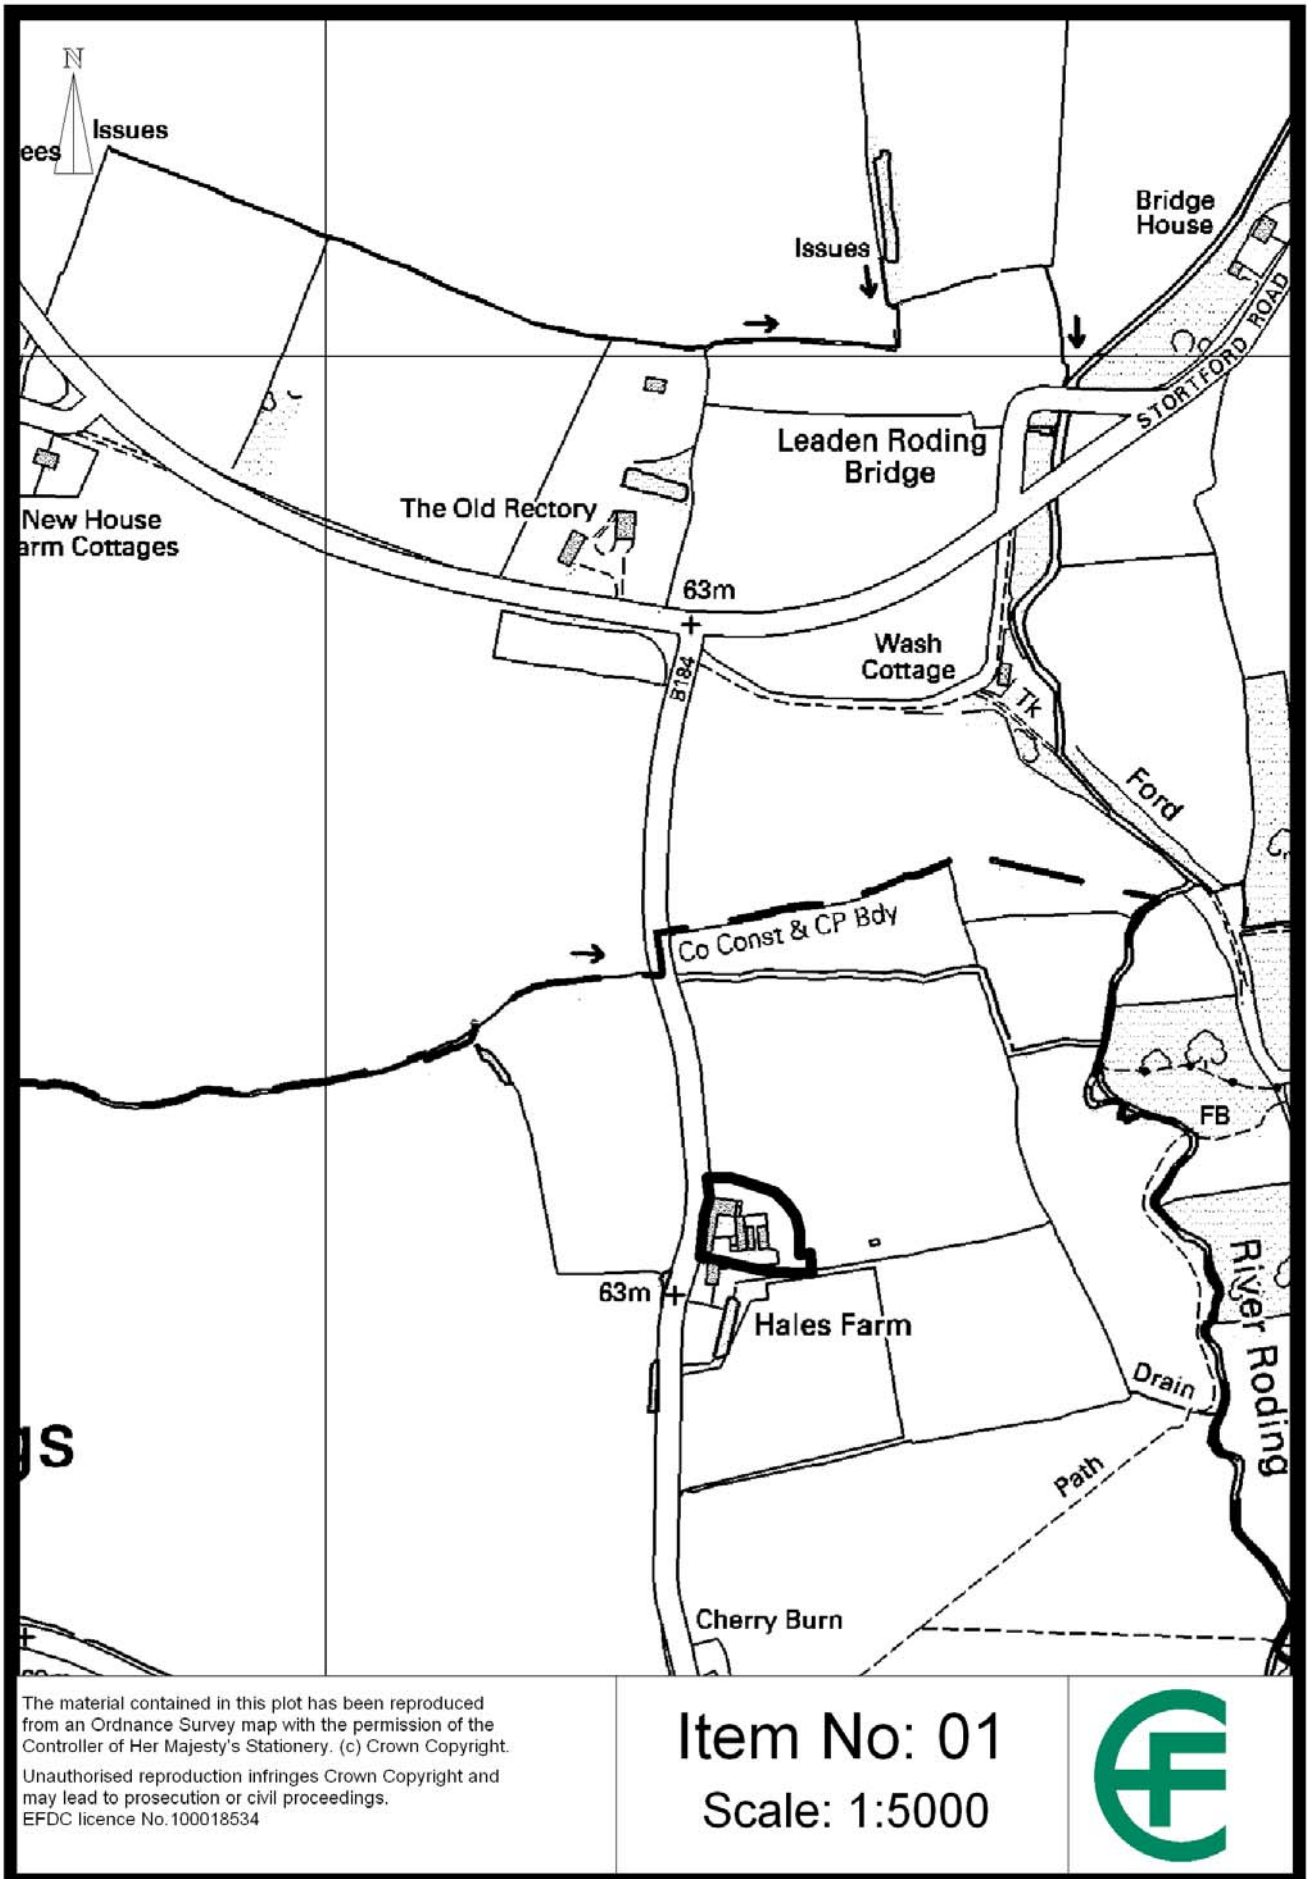 N
Issues
ees
Bridge
House
Issues
STORTFORD ROAD
Leaden Roding
Bridge
The Old Rectory
New House
arm Cottages
63m
Wash
Cottage
B184
Tk
Ford
Co Const & CP Bdy
FB
River Roding
63m
Hales Farm
Drain
gs
Path
Cherry Burn
The material contained in this plot has been reproduced
from an Ordnance Survey map with the permission of the
Controller of Her Majesty's Stationery. (c) Crown Copyright.
Unauthorised reproduction infringes Crown Copyright and
may lead to prosecution or civil proceedings.
EFDC licence No.100018534
Item No: 01
Scale: 1:5000
EF